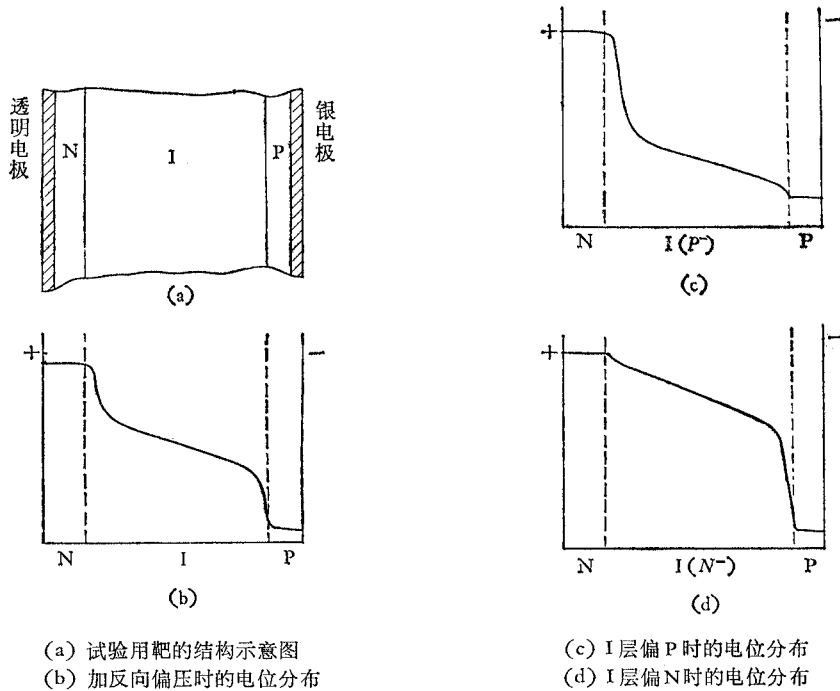 透明电极
N
I
P
银电极
(a)
+
−
N
I
P
(b)
+
−
N
I(P⁻)
P
(c)
+
−
N
I(N⁻)
P
(d)
(a) 试验用靶的结构示意图
(b) 加反向偏压时的电位分布
(c) I层偏P时的电位分布
(d) I层偏N时的电位分布